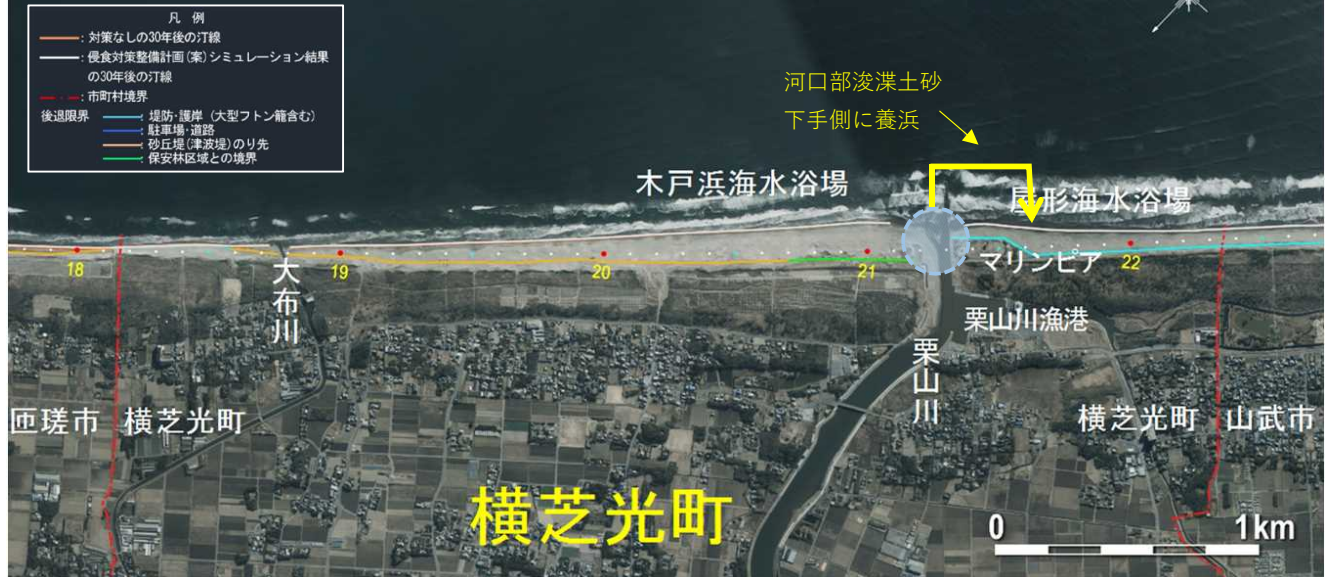 凡 例
: 対策なしの30年後の汀線
: 侵食対策整備計画(案)シミュレーション結果
の30年後の汀線
: 市町村境界
後退限界 : 堤防・護岸 (大型フトン籠含む)
: 駐車場・道路
: 砂丘堤(津波堤)のり先
: 保安林区域との境界
河口部浚渫土砂
下手側に養浜
木戸浜海水浴場
屋形海水浴場
18
19
20
21
22
大布川
マリンピア
栗山川漁港
栗山川
匝瑳市
横芝光町
横芝光町
山武市
横芝光町
0
1km